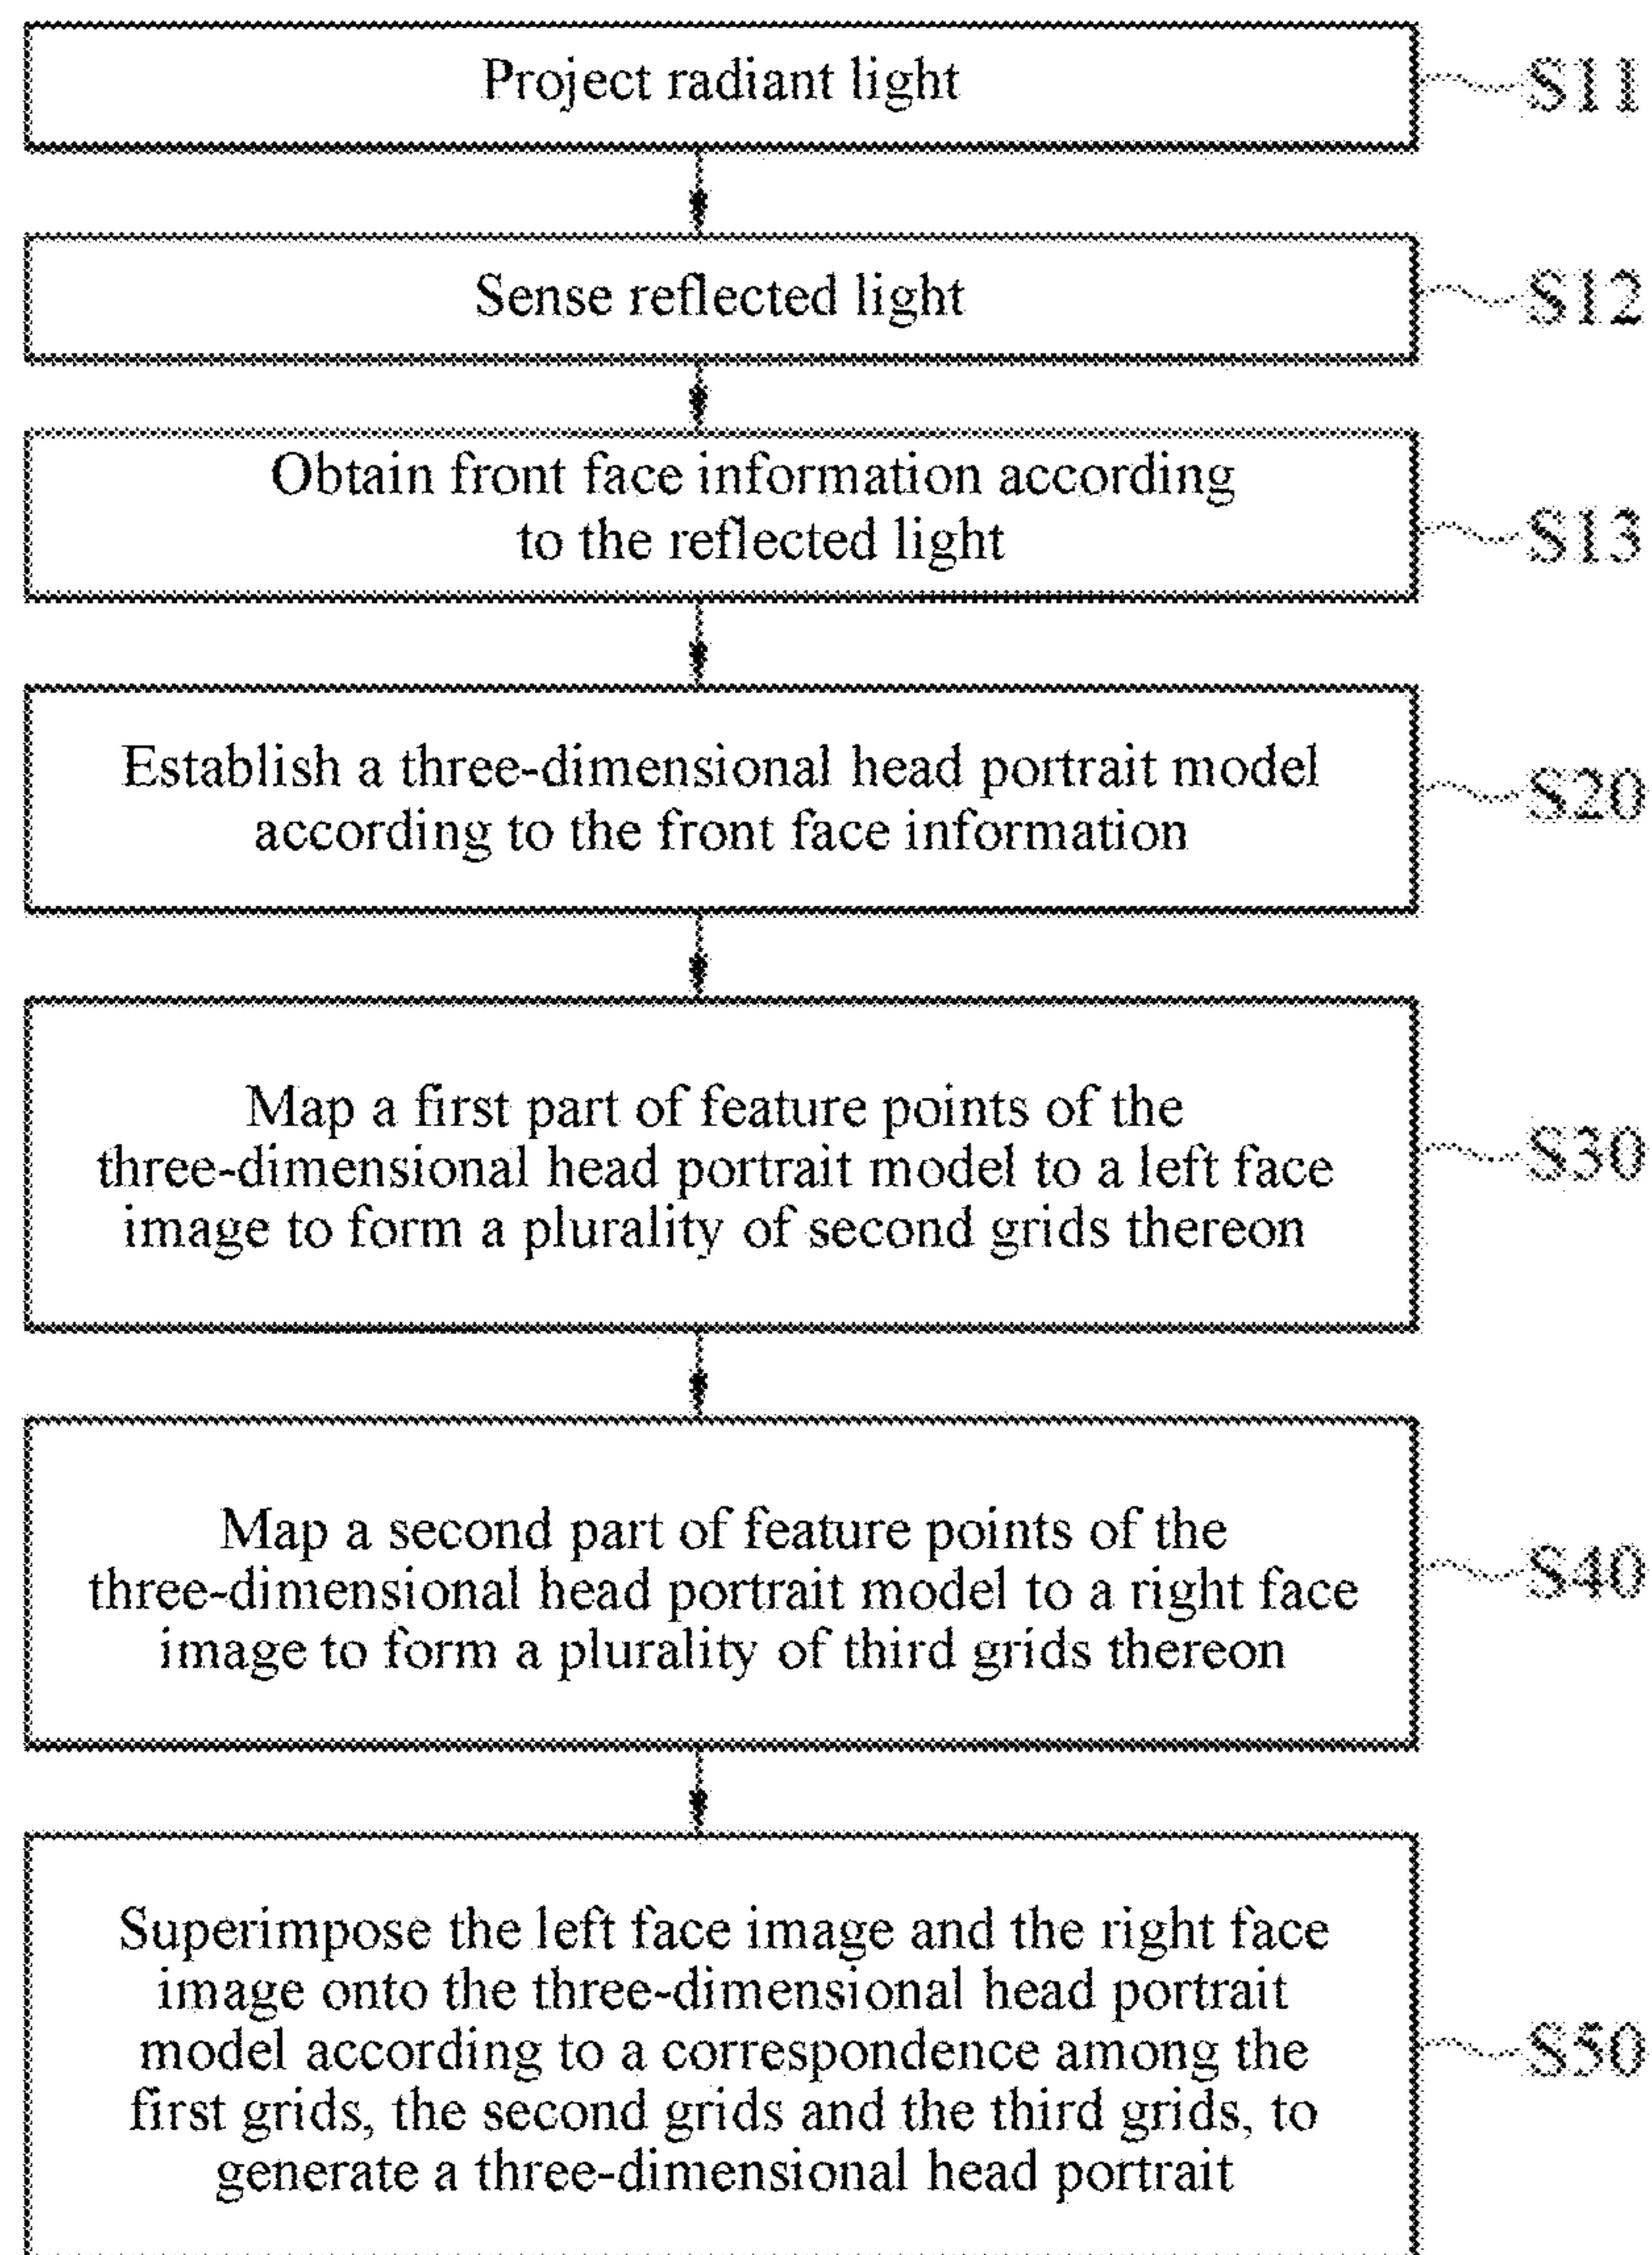 Project radiant light
S11
Sense reflected light
S12
Obtain front face information according
to the reflected light
S13
Establish a three-dimensional head portrait model
according to the front face information
S20
Map a first part of feature points of the
three-dimensional head portrait model to a left face
image to form a plurality of second grids thereon
S30
Map a second part of feature points of the
three-dimensional head portrait model to a right face
image to form a plurality of third grids thereon
S40
Superimpose the left face image and the right face
image onto the three-dimensional head portrait
model according to a correspondence among the
first grids, the second grids and the third grids, to
generate a three-dimensional head portrait
S50